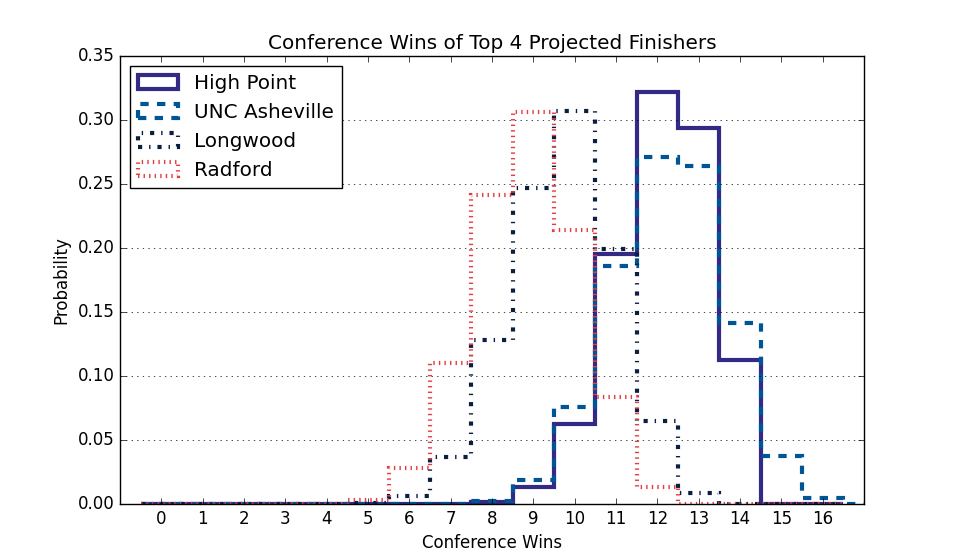 Conference Wins of Top 4 Projected Finishers
High Point
UNC Asheville
Longwood
Radford
0.35
0.30
0.25
0.20
0.15
0.10
0.05
0.00
Probability
0 1 2 3 4 5 6 7 8 9 10 11 12 13 14 15 16
Conference Wins